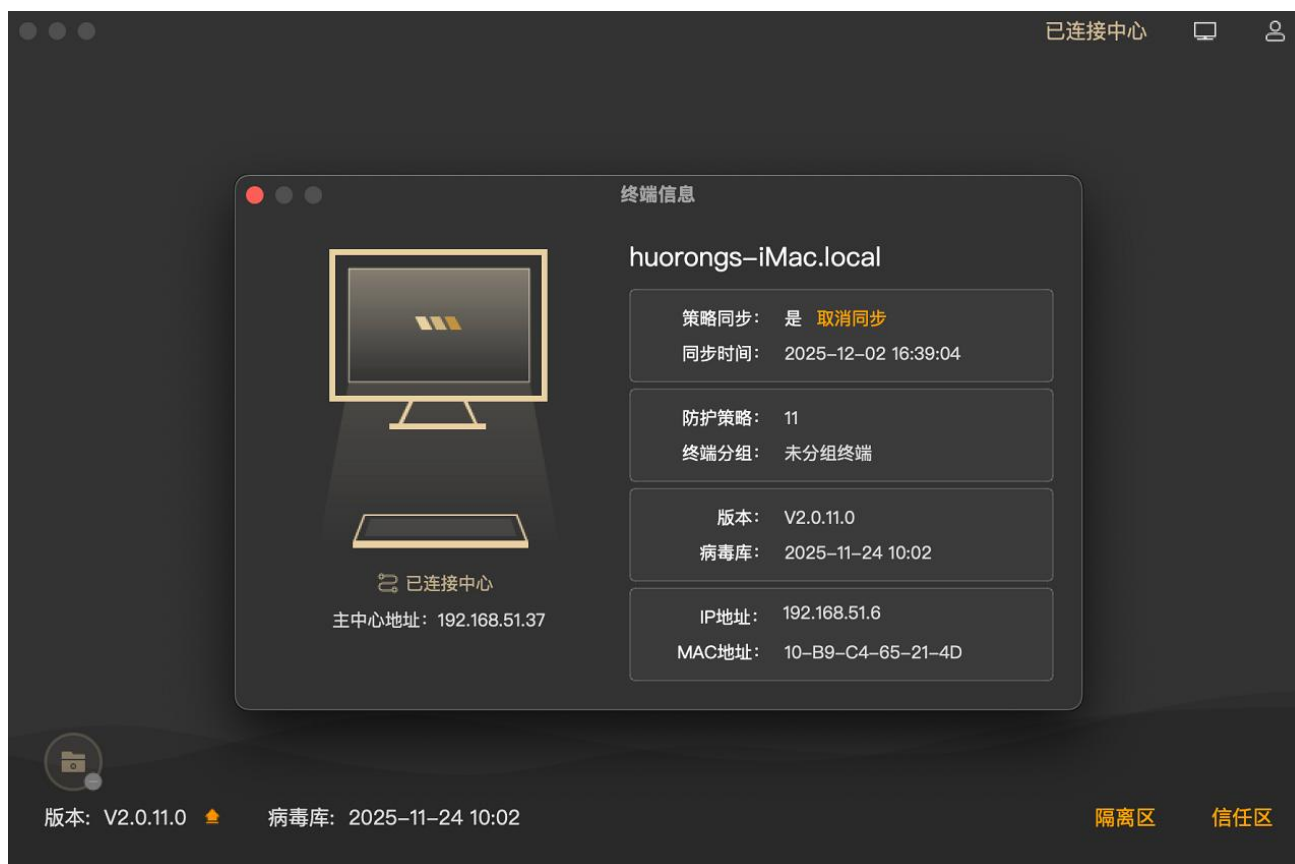 已连接中心
终端信息
huorongs-iMac.local
策略同步： 是 取消同步
同步时间： 2025-12-02 16:39:04
防护策略： 11
终端分组： 未分组终端
版本： V2.0.11.0
病毒库： 2025-11-24 10:02
IP地址： 192.168.51.6
MAC地址： 10-B9-C4-65-21-4D
已连接中心
主中心地址：192.168.51.37
版本: V2.0.11.0 病毒库: 2025-11-24 10:02 隔离区 信任区